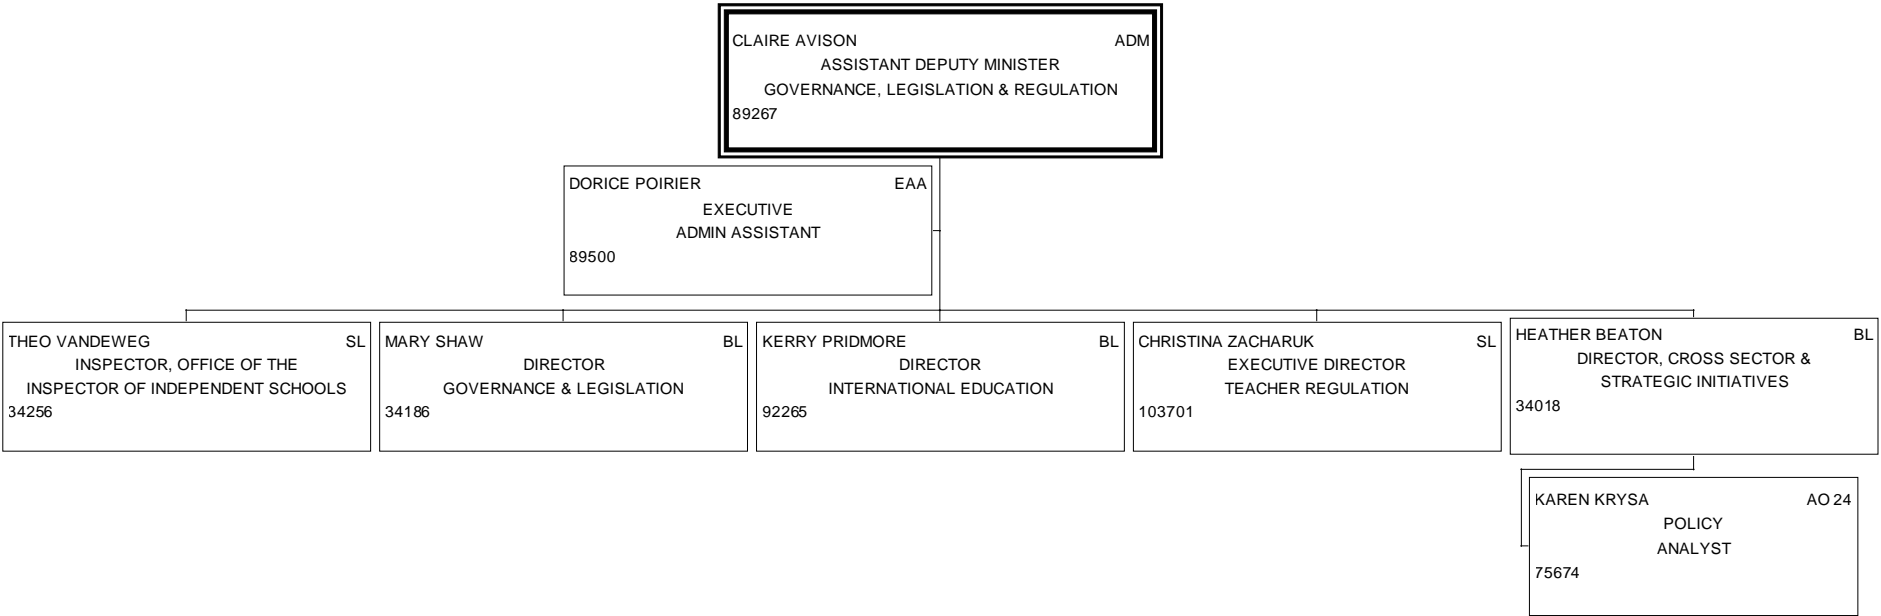 CLAIRE AVISON ADM
ASSISTANT DEPUTY MINISTER
GOVERNANCE, LEGISLATION & REGULATION
89267
DORICE POIRIER EAA
EXECUTIVE
ADMIN ASSISTANT
89500
THEO VANDEWEG SL
INSPECTOR, OFFICE OF THE
INSPECTOR OF INDEPENDENT SCHOOLS
34256
MARY SHAW BL
DIRECTOR
GOVERNANCE & LEGISLATION
34186
KERRY PRIDMORE BL
DIRECTOR
INTERNATIONAL EDUCATION
92265
CHRISTINA ZACHARUK SL
EXECUTIVE DIRECTOR
TEACHER REGULATION
103701
HEATHER BEATON BL
DIRECTOR, CROSS SECTOR &
STRATEGIC INITIATIVES
34018
KAREN KRYSA AO 24
POLICY
ANALYST
75674